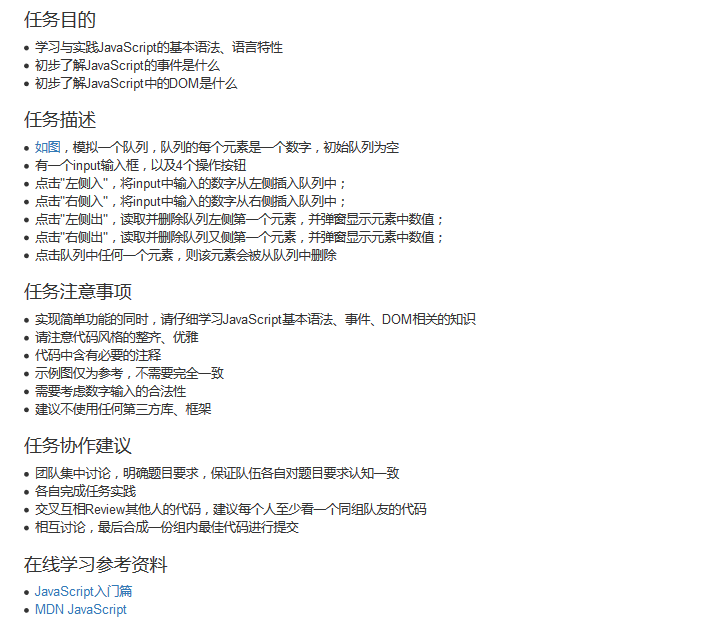 任务目的
学习与实践JavaScript的基本语法、语言特性
初步了解JavaScript的事件是什么
初步了解JavaScript中的DOM是什么
任务描述
如图，模拟一个队列，队列的每个元素是一个数字，初始队列为空
有一个input输入框，以及4个操作按钮
点击"左侧入"，将input中输入的数字从左侧插入队列中；
点击"右侧入"，将input中输入的数字从右侧插入队列中；
点击"左侧出"，读取并删除队列左侧第一个元素，并弹窗显示元素中数值；
点击"右侧出"，读取并删除队列又侧第一个元素，并弹窗显示元素中数值；
点击队列中任何一个元素，则该元素会被从队列中删除
任务注意事项
实现简单功能的同时，请仔细学习JavaScript基本语法、事件、DOM相关的知识
请注意代码风格的整齐、优雅
代码中含有必要的注释
示例图仅为参考，不需要完全一致
需要考虑数字输入的合法性
建议不使用任何第三方库、框架
任务协作建议
团队集中讨论，明确题目要求，保证队伍各自对题目要求认知一致
各自完成任务实践
交叉互相Review其他人的代码，建议每个人至少看一个同组队友的代码
相互讨论，最后合成一份组内最佳代码进行提交
在线学习参考资料
JavaScript入门篇
MDN JavaScript